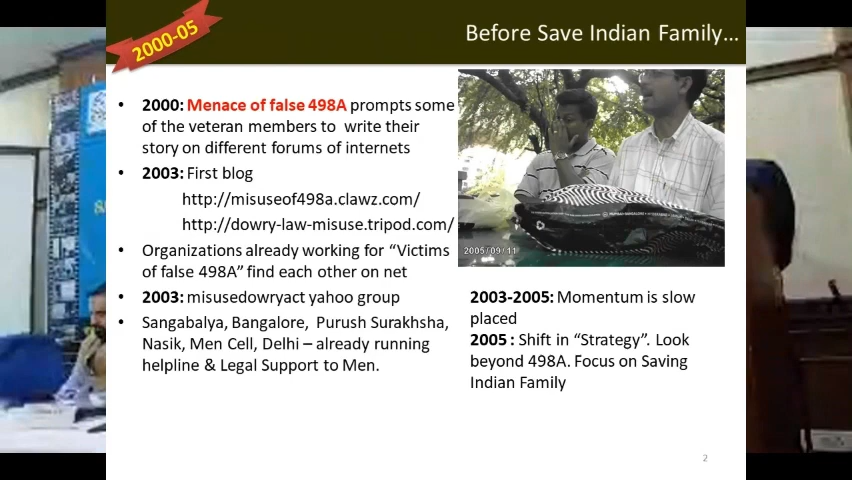 2000-05
Before Save Indian Family...
• 2000: Menace of false 498A prompts some
of the veteran members to write their
story on different forums of internets
• 2003: First blog
http://misuseof498a.clawz.com/
http://dowry-law-misuse.tripod.com/
• Organizations already working for “Victims
of false 498A” find each other on net
• 2003: misusedowryact yahoo group
• Sangabalya, Bangalore, Purush Surakhsha,
Nasik, Men Cell, Delhi – already running
helpline & Legal Support to Men.
2005/09/11
2003-2005: Momentum is slow
placed
2005 : Shift in “Strategy”. Look
beyond 498A. Focus on Saving
Indian Family
2